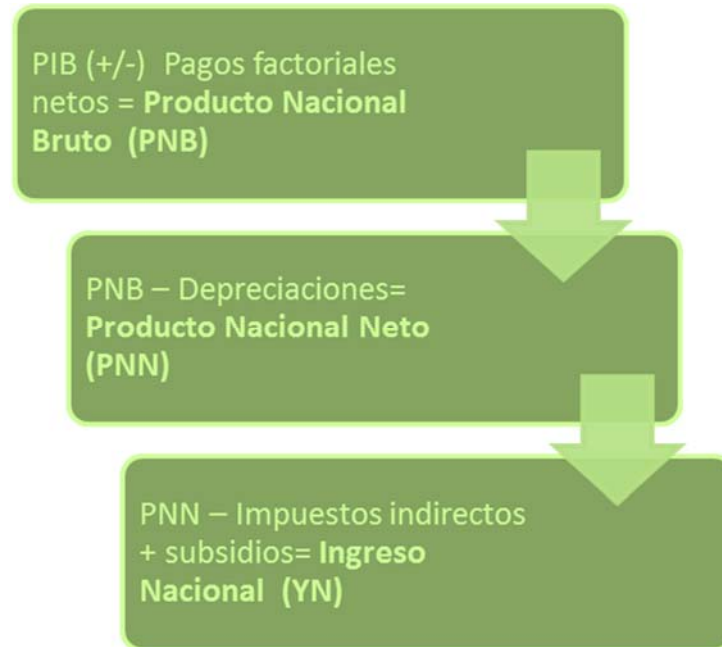 PIB (+/-) Pagos factoriales
netos = Producto Nacional
Bruto (PNB)
PNB – Depreciaciones=
Producto Nacional Neto
(PNN)
PNN – Impuestos indirectos
+ subsidios= Ingreso
Nacional (YN)